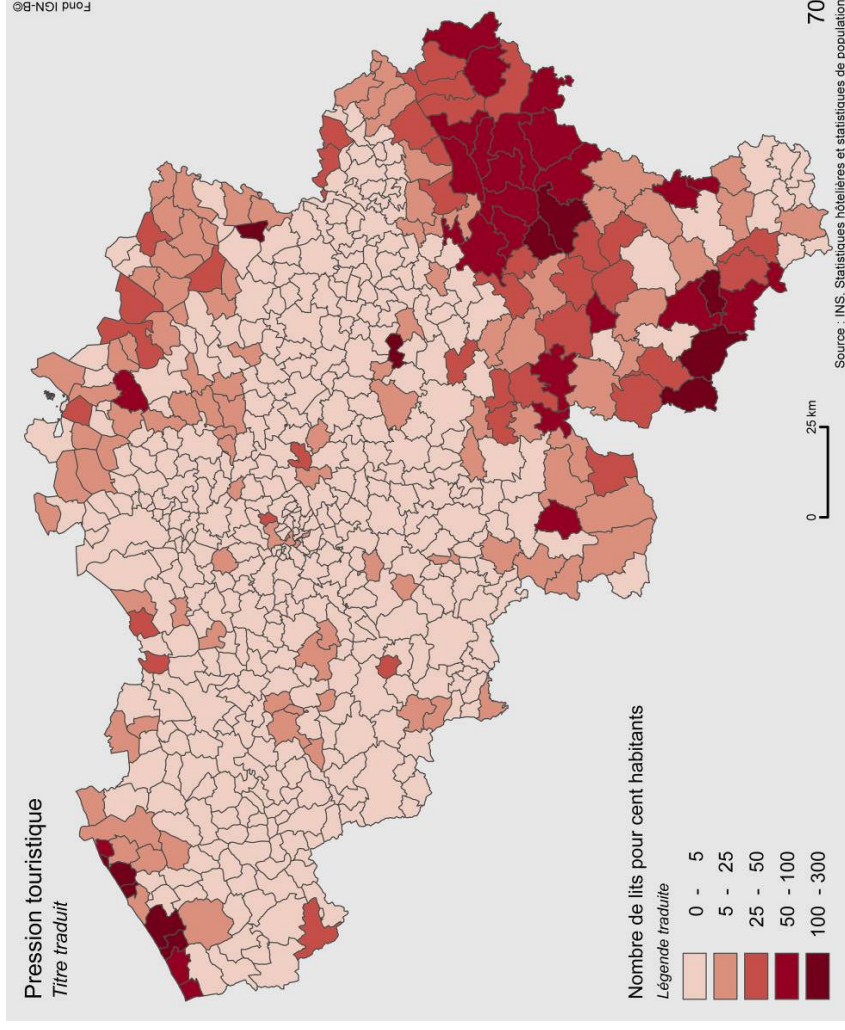 Fond IGN-B©
Pression touristique
Titre traduit
Nombre de lits pour cent habitants
Légende traduite
0 - 5
5 - 25
25 - 50
50 - 100
100 - 300
0 25 km
70
Source : INS. Statistiques hôtelières et statistiques de population